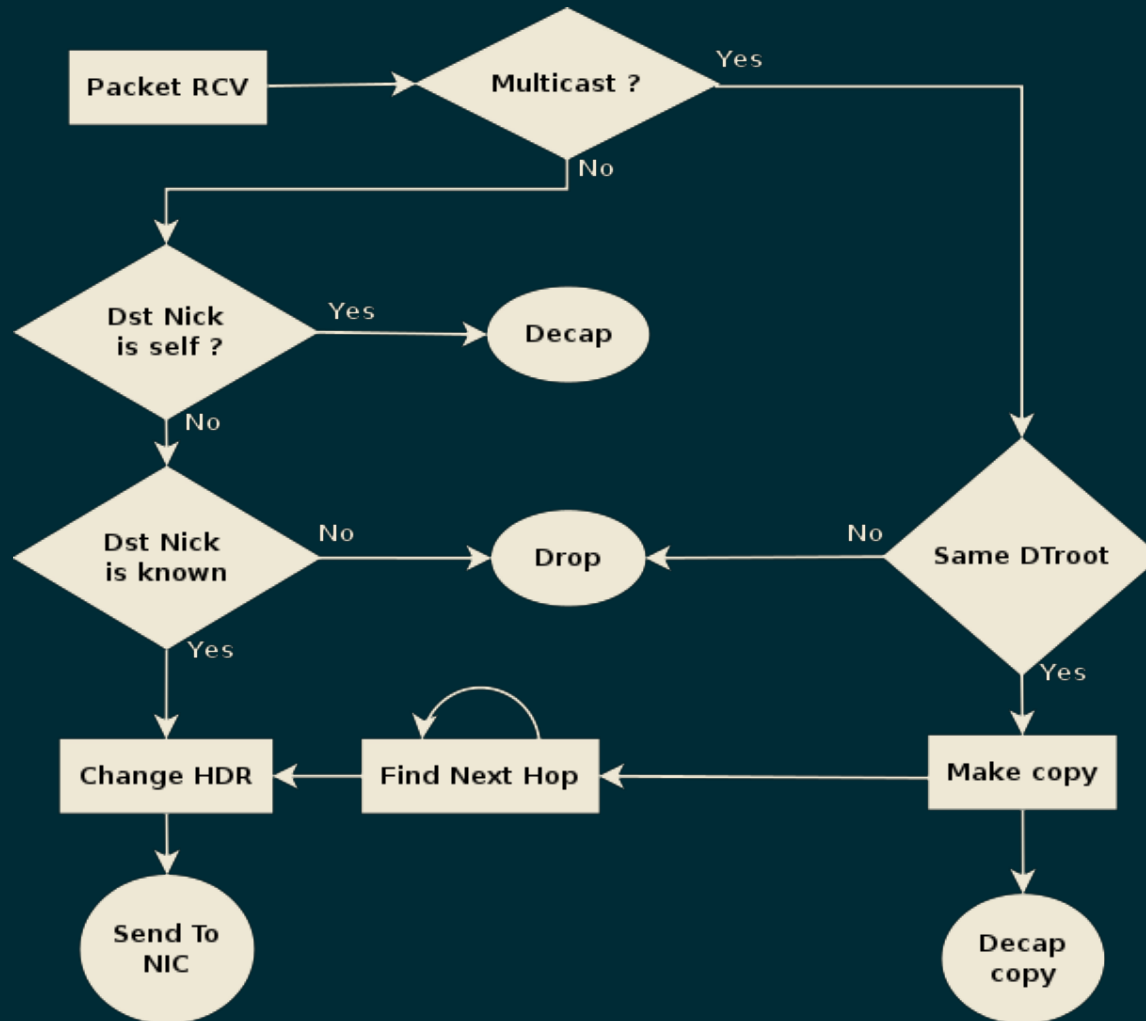 Packet RCV
Multicast ?
Yes
No
Dst Nick
is self ?
Yes
Decap
No
Dst Nick
is known
No
Drop
No
Same DTroot
Yes
Yes
Change HDR
Find Next Hop
Make copy
Send To
NIC
Decap
copy